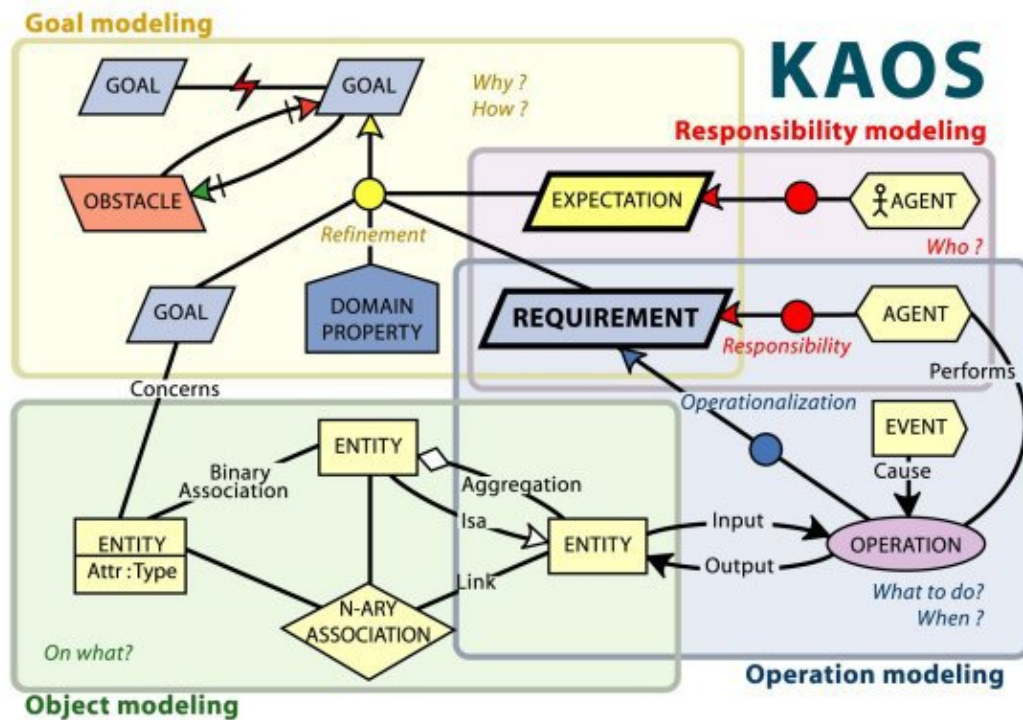 Goal modeling
KAOS
GOAL
GOAL
Why ?
How ?
Responsibility modeling
OBSTACLE
EXPECTATION
AGENT
Refinement
Who ?
GOAL
DOMAIN
PROPERTY
REQUIREMENT
AGENT
Responsibility
Concerns
Performs
Operationalization
EVENT
ENTITY
Binary
Association
Aggregation
Cause
Isa
Input
ENTITY
Attr : Type
ENTITY
OPERATION
Link
Output
N-ARY
ASSOCIATION
What to do?
When ?
On what?
Operation modeling
Object modeling